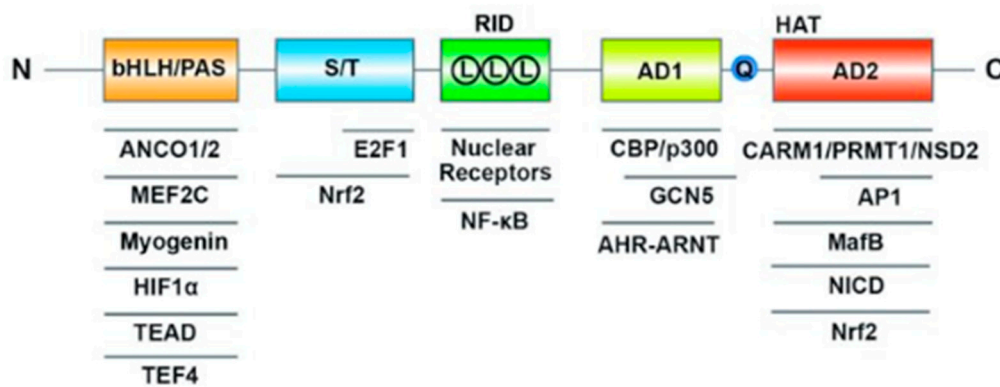 RID HAT
N bHLH/PAS S/T LLL AD1 Q AD2 C
ANCO1/2 E2F1 Nuclear Receptors CBP/p300 CARM1/PRMT1/NSD2
MEF2C Nrf2 NF-κB GCN5 AP1
Myogenin AHR-ARNT MafB
HIF1α NICD
TEAD Nrf2
TEF4